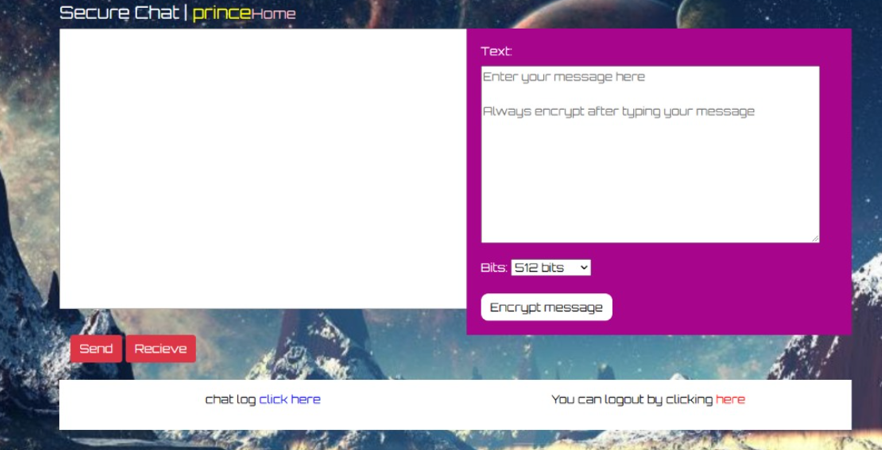 Secure Chat | princeHome
Text:
Enter your message here
Always encrypt after typing your message
Bits: 512 bits
Encrypt message
Send Recieve
chat log click here
You can logout by clicking here